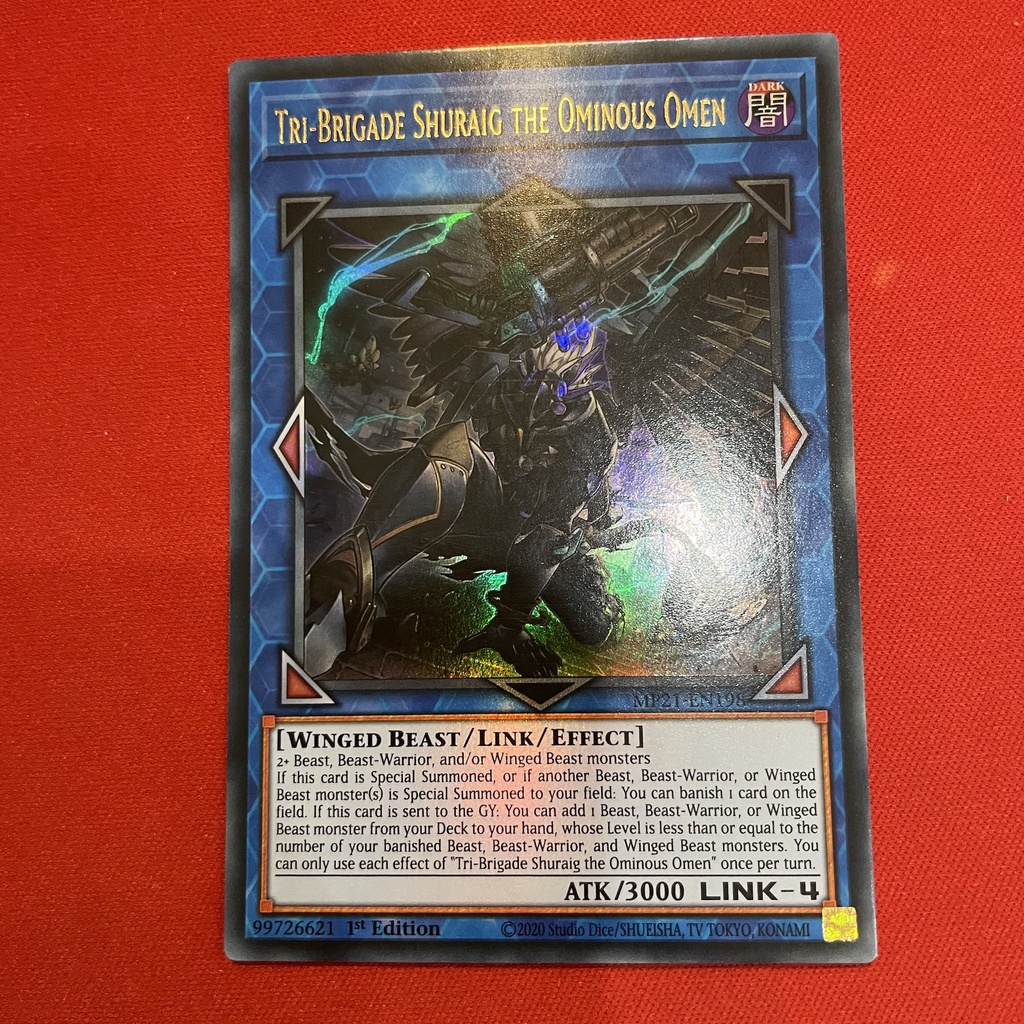 Tri-Brigade Shuraig the Ominous Omen
DARK
闇
MP21-EN198
[Winged Beast/Link/Effect]
2+ Beast, Beast-Warrior, and/or Winged Beast monsters
If this card is Special Summoned, or if another Beast, Beast-Warrior, or Winged
Beast monster(s) is Special Summoned to your field: You can banish 1 card on the
field. If this card is sent to the GY: You can add 1 Beast, Beast-Warrior, or Winged
Beast monster from your Deck to your hand, whose Level is less than or equal to the
number of your banished Beast, Beast-Warrior, and Winged Beast monsters. You
can only use each effect of "Tri-Brigade Shuraig the Ominous Omen" once per turn.
ATK/3000 LINK-4
99726621 1st Edition ©2020 Studio Dice/SHUEISHA, TV TOKYO, KONAMI